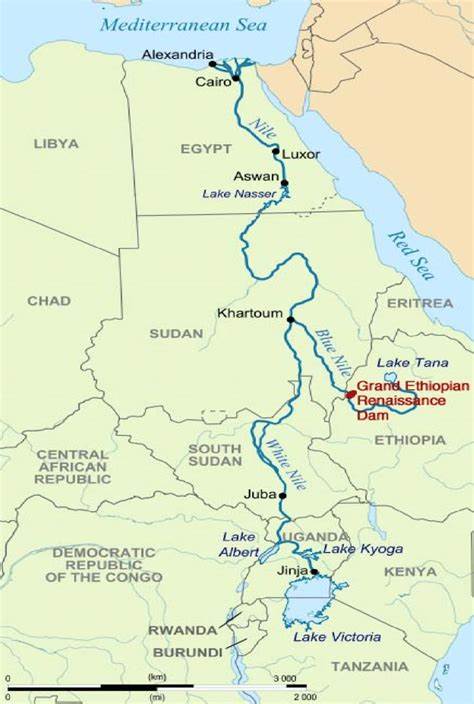 Mediterranean Sea
Alexandria
Cairo
LIBYA
EGYPT
Nile
Luxor
Aswan
Lake Nasser
Red Sea
CHAD
SUDAN
Khartoum
ERITREA
Blue Nile
Lake Tana
Grand Ethiopian
Renaissance
Dam
ETHIOPIA
CENTRAL
AFRICAN
REPUBLIC
SOUTH
SUDAN
White Nile
Juba
Lake
Albert
UGANDA
Lake Kyoga
DEMOCRATIC
REPUBLIC
OF THE CONGO
Jinja
KENYA
RWANDA
BURUNDI
Lake Victoria
TANZANIA
0 (km) 3 000
0 (mi) 2 000